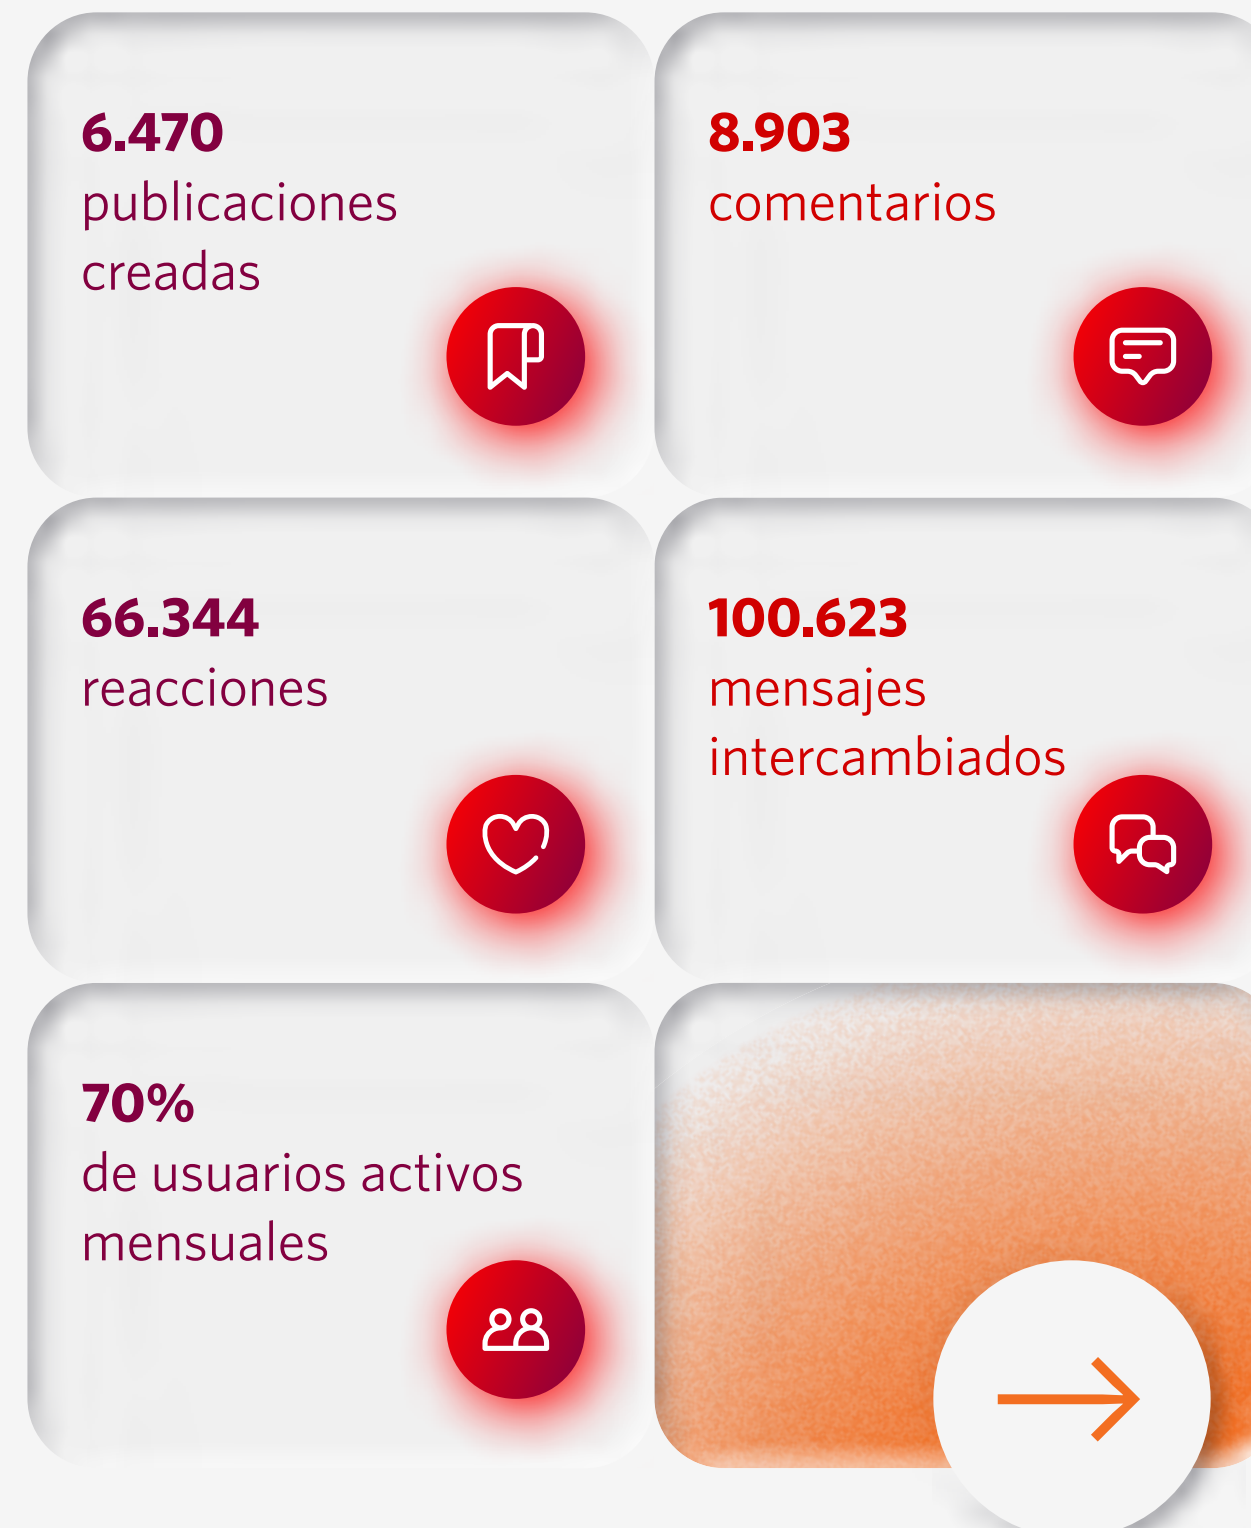 6.470
publicaciones
creadas
8.903
comentarios
66.344
reacciones
100.623
mensajes
intercambiados
70%
de usuarios activos
mensuales